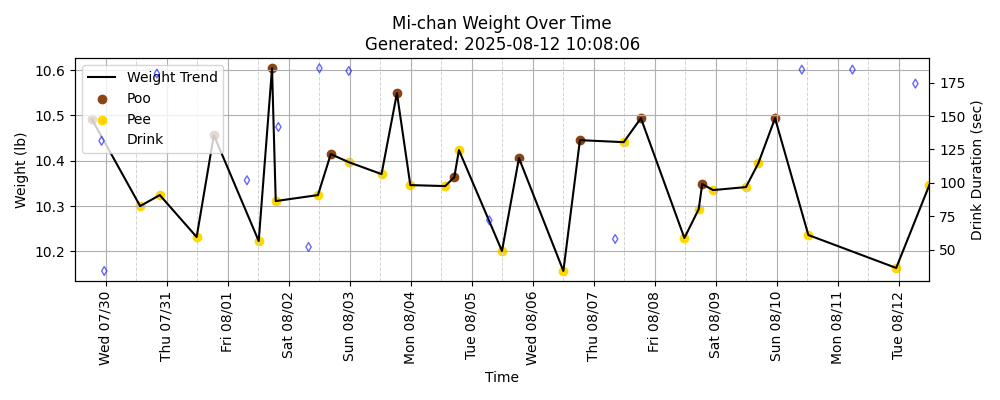 Mi-chan Weight Over Time
Generated: 2025-08-12 10:08:06
Weight Trend
Poo
Pee
Drink
Weight (lb)
10.6
10.5
10.4
10.3
10.2
175
150
125
100
75
50
Drink Duration (sec)
Wed 07/30
Thu 07/31
Fri 08/01
Sat 08/02
Sun 08/03
Mon 08/04
Tue 08/05
Wed 08/06
Thu 08/07
Fri 08/08
Sat 08/09
Sun 08/10
Mon 08/11
Tue 08/12
Time